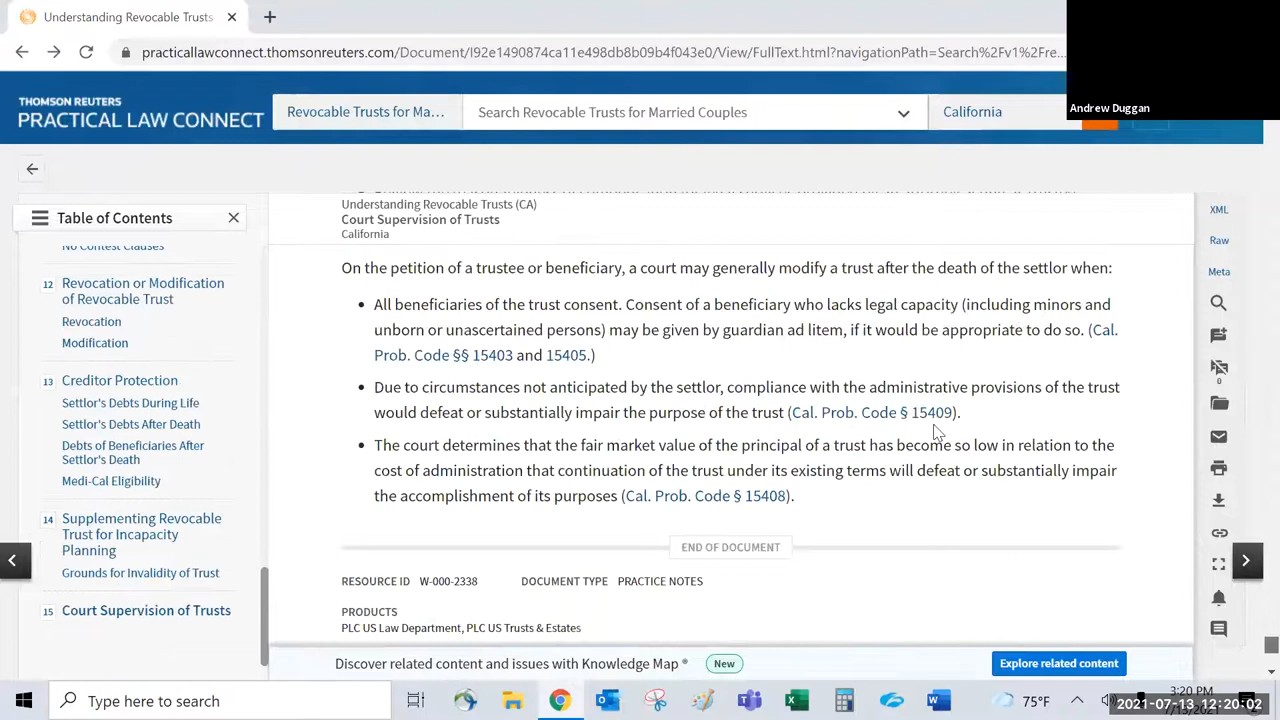 Understanding Revocable Trusts
practicallawconnect.thomsonreuters.com/Document/I92e1490874ca11e498db8b09b4f043e0/View/FullText.html?navigationPath=Search%2Fv1%2Fre...
Andrew Duggan
THOMSON REUTERS
PRACTICAL LAW CONNECT
Revocable Trusts for Ma...
Search Revocable Trusts for Married Couples
California
Table of Contents
No Contest Clauses
12 Revocation or Modification
of Revocable Trust
Revocation
Modification
13 Creditor Protection
Settlor's Debts During Life
Settlor's Debts After Death
Debts of Beneficiaries After
Settlor's Death
Medi-Cal Eligibility
14 Supplementing Revocable
Trust for Incapacity
Planning
Grounds for Invalidity of Trust
15 Court Supervision of Trusts
Understanding Revocable Trusts (CA)
Court Supervision of Trusts
California
On the petition of a trustee or beneficiary, a court may generally modify a trust after the death of the settlor when:
• All beneficiaries of the trust consent. Consent of a beneficiary who lacks legal capacity (including minors and
unborn or unascertained persons) may be given by guardian ad litem, if it would be appropriate to do so. (Cal.
Prob. Code §§ 15403 and 15405.)
• Due to circumstances not anticipated by the settlor, compliance with the administrative provisions of the trust
would defeat or substantially impair the purpose of the trust (Cal. Prob. Code § 15409).
• The court determines that the fair market value of the principal of a trust has become so low in relation to the
cost of administration that continuation of the trust under its existing terms will defeat or substantially impair
the accomplishment of its purposes (Cal. Prob. Code § 15408).
END OF DOCUMENT
RESOURCE ID W-000-2338 DOCUMENT TYPE PRACTICE NOTES
PRODUCTS
PLC US Law Department, PLC US Trusts & Estates
Discover related content and issues with Knowledge Map ® New
Explore related content
XML
Raw
Meta
0
Type here to search
75°F
3:20 PM
2021-07-13 12:20:02